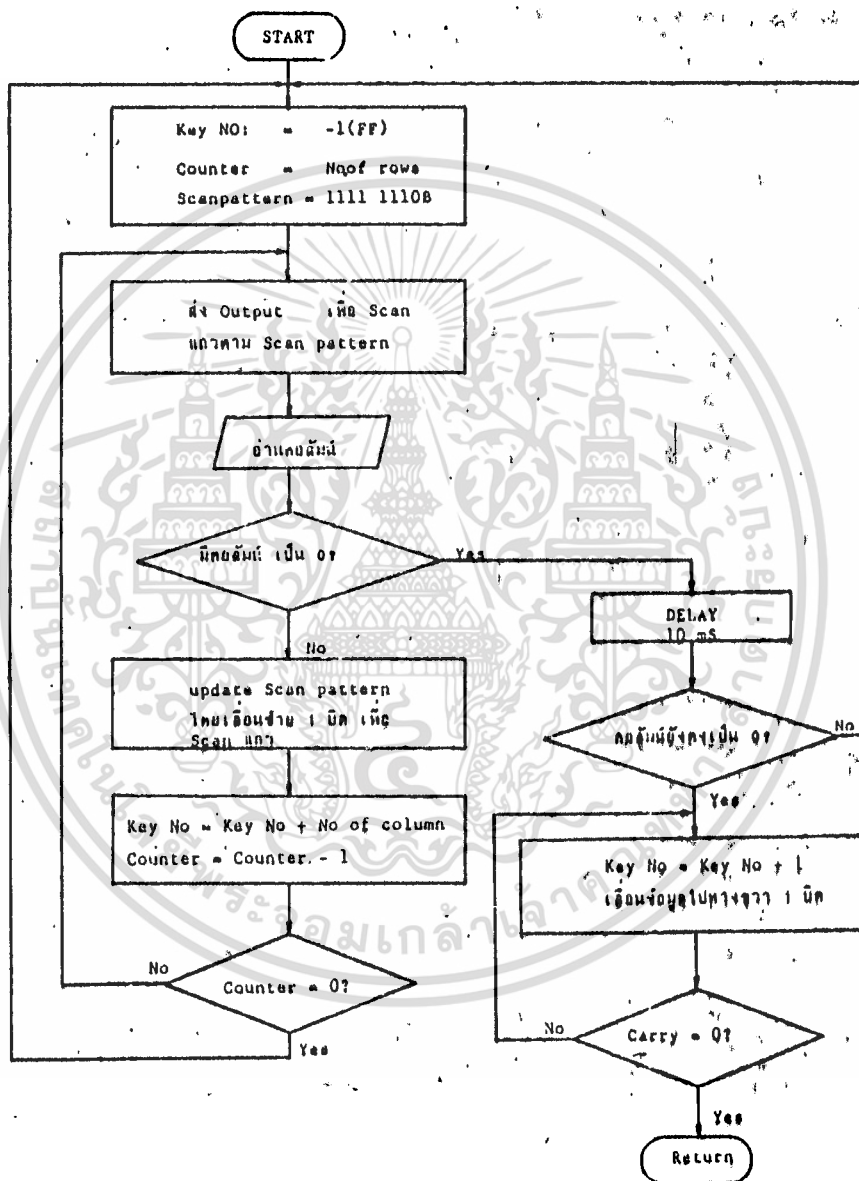 START
Key NO: = -1(FF)
Counter = No.of rows
Scanpattern = 1111 1110B
ส่ง Output เพื่อ Scan
แถวตาม Scan pattern
อ่านคอลัมน์
มีคอลัมน์ เป็น 0?
Yes
No
update Scan pattern
โดยเลื่อนซ้าย 1 บิต เพื่อ
Scan แถว
Key No = Key No + No of column
Counter = Counter - 1
Counter = 0?
No
Yes
DELAY
10 mS
คอลัมน์ยังคงเป็น 0?
No
Yes
Key No = Key No + 1
เลื่อนข้อมูลไปทางขวา 1 บิต
Carry = 0?
No
Yes
Return